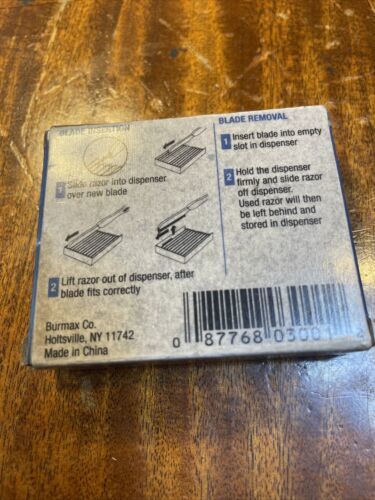 BLADE INSERTION
1 Slide razor into dispenser
over new blade
2 Lift razor out of dispenser, after
blade fits correctly
BLADE REMOVAL
1 Insert blade into empty
slot in dispenser
2 Hold the dispenser
firmly and slide razor
off dispenser.
Used razor will then
be left behind and
stored in dispenser
Burmax Co.
Holtsville, NY 11742
Made in China
0 87768 03001